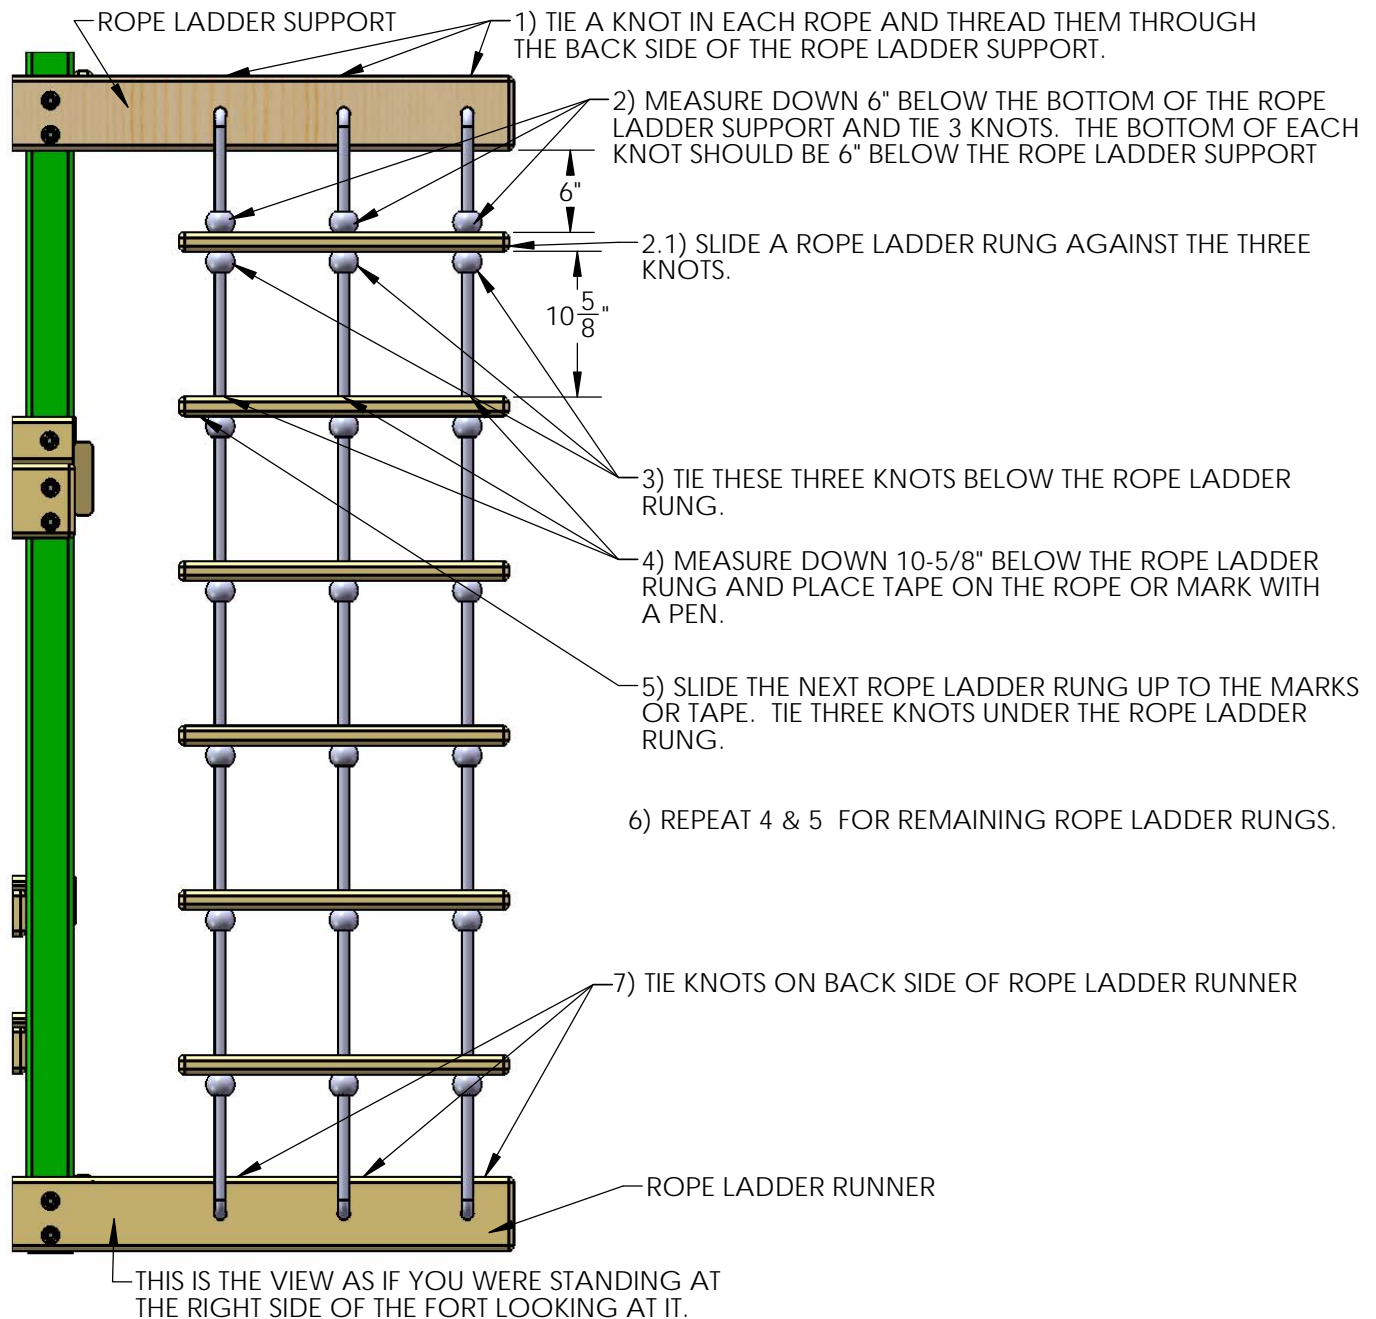 ROPE LADDER SUPPORT
1) TIE A KNOT IN EACH ROPE AND THREAD THEM THROUGH
THE BACK SIDE OF THE ROPE LADDER SUPPORT.
2) MEASURE DOWN 6" BELOW THE BOTTOM OF THE ROPE
LADDER SUPPORT AND TIE 3 KNOTS.  THE BOTTOM OF EACH
KNOT SHOULD BE 6" BELOW THE ROPE LADDER SUPPORT
6"
2.1) SLIDE A ROPE LADDER RUNG AGAINST THE THREE
KNOTS.
10 5/8"
3) TIE THESE THREE KNOTS BELOW THE ROPE LADDER
RUNG.
4) MEASURE DOWN 10-5/8" BELOW THE ROPE LADDER
RUNG AND PLACE TAPE ON THE ROPE OR MARK WITH
A PEN.
5) SLIDE THE NEXT ROPE LADDER RUNG UP TO THE MARKS
OR TAPE.  TIE THREE KNOTS UNDER THE ROPE LADDER
RUNG.
6) REPEAT 4 & 5  FOR REMAINING ROPE LADDER RUNGS.
7) TIE KNOTS ON BACK SIDE OF ROPE LADDER RUNNER
ROPE LADDER RUNNER
THIS IS THE VIEW AS IF YOU WERE STANDING AT
THE RIGHT SIDE OF THE FORT LOOKING AT IT.